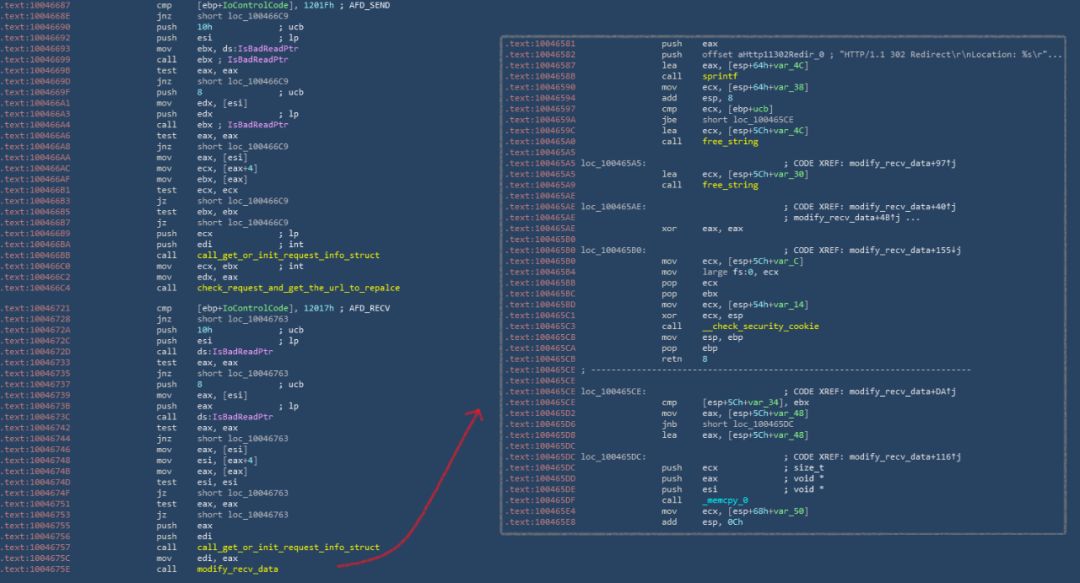 .text:10046687 cmp [ebp+IoControlCode], 1201Fh ; AFD_SEND
.text:1004668E jnz short loc_100466C9
.text:10046690 push 10h ; ucb
.text:10046692 push esi ; lp
.text:10046693 mov ebx, ds:IsBadReadPtr
.text:10046699 call ebx ; IsBadReadPtr
.text:1004669B test eax, eax
.text:1004669D jnz short loc_100466C9
.text:1004669F push 8 ; ucb
.text:100466A1 mov edx, [esi]
.text:100466A3 push edx ; lp
.text:100466A4 call ebx ; IsBadReadPtr
.text:100466A6 test eax, eax
.text:100466A8 jnz short loc_100466C9
.text:100466AA mov eax, [esi]
.text:100466AC mov ecx, [eax+4]
.text:100466AF mov ebx, [eax]
.text:100466B1 test ecx, ecx
.text:100466B3 jz short loc_100466C9
.text:100466B5 test ebx, ebx
.text:100466B7 jz short loc_100466C9
.text:100466B9 push ecx ; lp
.text:100466BA push edi ; int
.text:100466BB call call_get_or_init_request_info_struct
.text:100466C0 mov ecx, ebx ; int
.text:100466C2 mov edx, eax
.text:100466C4 call check_request_and_get_the_url_to_repalce
.text:10046721 cmp [ebp+IoControlCode], 12017h ; AFD_RECV
.text:10046728 jnz short loc_10046763
.text:1004672A push 10h ; ucb
.text:1004672C push esi ; lp
.text:1004672D call ds:IsBadReadPtr
.text:10046733 test eax, eax
.text:10046735 jnz short loc_10046763
.text:10046737 push 8 ; ucb
.text:10046739 mov eax, [esi]
.text:1004673B push eax ; lp
.text:1004673C call ds:IsBadReadPtr
.text:10046742 test eax, eax
.text:10046744 jnz short loc_10046763
.text:10046746 mov eax, [esi]
.text:10046748 mov esi, [eax+4]
.text:1004674B mov eax, [eax]
.text:1004674D test esi, esi
.text:1004674F jz short loc_10046763
.text:10046751 test eax, eax
.text:10046753 jz short loc_10046763
.text:10046755 push eax
.text:10046756 push edi
.text:10046757 call call_get_or_init_request_info_struct
.text:1004675C mov edi, eax
.text:1004675E call modify_recv_data
.text:10046581 push eax
.text:10046582 push offset aHttp11302Redir_0 ; "HTTP/1.1 302 Redirect\r\nLocation: %s\r"...
.text:10046587 lea eax, [esp+64h+var_4C]
.text:1004658B call sprintf
.text:10046590 mov ecx, [esp+64h+var_38]
.text:10046594 add esp, 8
.text:10046597 cmp ecx, [ebp+ucb]
.text:1004659A jbe short loc_100465CE
.text:1004659C lea ecx, [esp+5Ch+var_4C]
.text:100465A0 call free_string
.text:100465A5
.text:100465A5 loc_100465A5: ; CODE XREF: modify_recv_data+97↑j
.text:100465A5 lea ecx, [esp+5Ch+var_30]
.text:100465A9 call free_string
.text:100465AE
.text:100465AE loc_100465AE: ; CODE XREF: modify_recv_data+40↑j
.text:100465AE ; modify_recv_data+48↑j ...
.text:100465AE xor eax, eax
.text:100465B0
.text:100465B0 loc_100465B0: ; CODE XREF: modify_recv_data+155↓j
.text:100465B0 mov ecx, [esp+5Ch+var_C]
.text:100465B4 mov large fs:0, ecx
.text:100465BB pop ecx
.text:100465BC pop ebx
.text:100465BD mov ecx, [esp+54h+var_14]
.text:100465C1 xor ecx, esp
.text:100465C3 call __check_security_cookie
.text:100465C8 mov esp, ebp
.text:100465CA pop ebp
.text:100465CB retn 8
.text:100465CE ; ---------------------------------------------------------------------------
.text:100465CE
.text:100465CE loc_100465CE: ; CODE XREF: modify_recv_data+DA↑j
.text:100465CE cmp [esp+5Ch+var_34], ebx
.text:100465D2 mov eax, [esp+5Ch+var_48]
.text:100465D6 jnb short loc_100465DC
.text:100465D8 lea eax, [esp+5Ch+var_48]
.text:100465DC
.text:100465DC loc_100465DC: ; CODE XREF: modify_recv_data+116↑j
.text:100465DC push ecx ; size_t
.text:100465DD push eax ; void *
.text:100465DE push esi ; void *
.text:100465DF call _memcpy_0
.text:100465E4 mov ecx, [esp+68h+var_50]
.text:100465E8 add esp, 0Ch